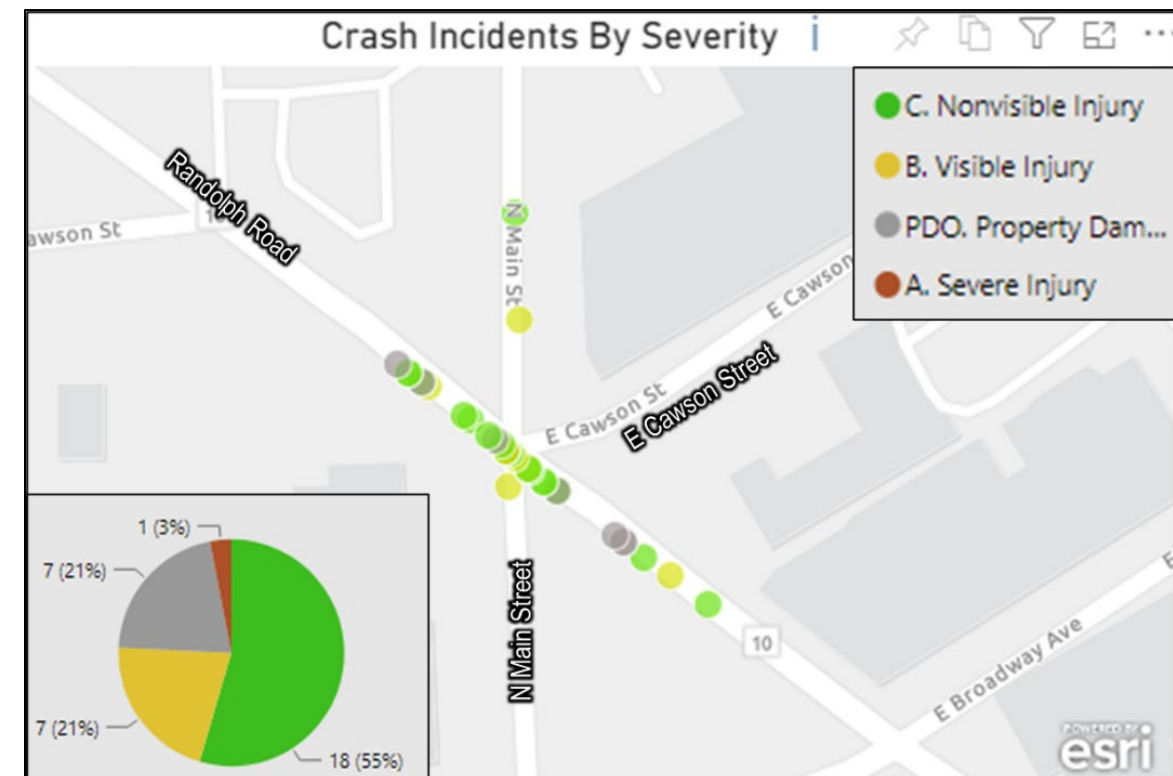 Crash Incidents By Severity i
C. Nonvisible Injury
B. Visible Injury
PDO. Property Dam...
A. Severe Injury
Randolph Road
awson St
N Main St
E Cawson
E Cawson St
E Cawson Street
N Main Street
10
E Broadway Ave
1 (3%)
7 (21%)
7 (21%)
18 (55%)
POWERED BY
esri